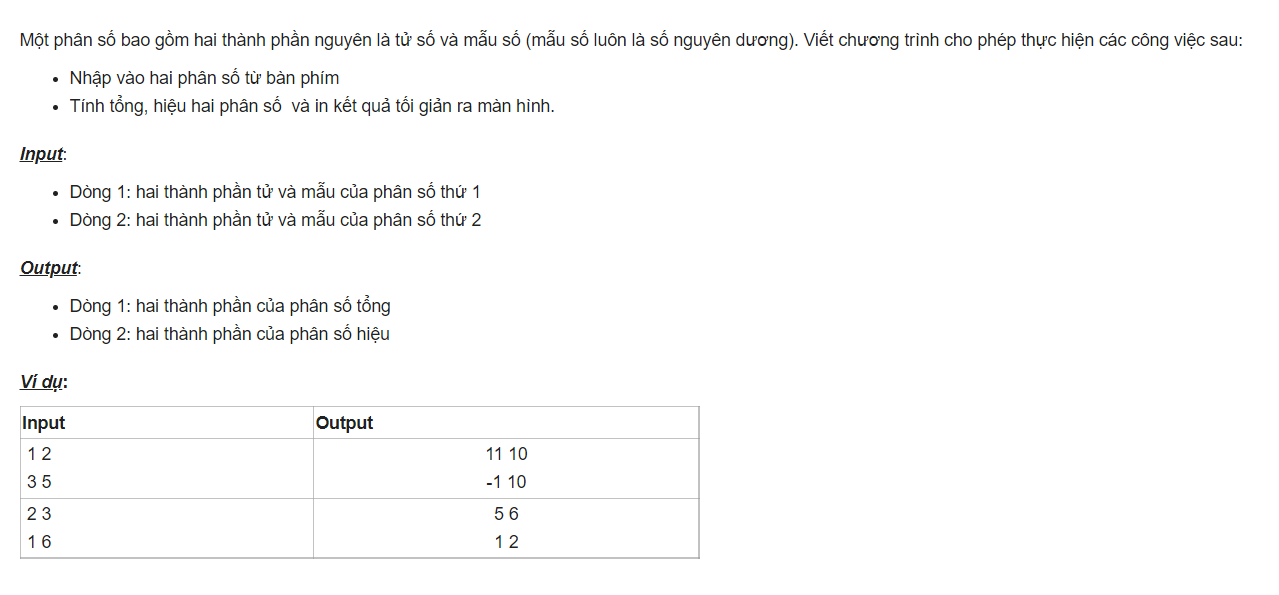 Một phân số bao gồm hai thành phần nguyên là tử số và mẫu số (mẫu số luôn là số nguyên dương). Viết chương trình cho phép thực hiện các công việc sau:
• Nhập vào hai phân số từ bàn phím
• Tính tổng, hiệu hai phân số và in kết quả tối giản ra màn hình.
Input:
• Dòng 1: hai thành phần tử và mẫu của phân số thứ 1
• Dòng 2: hai thành phần tử và mẫu của phân số thứ 2
Output:
• Dòng 1: hai thành phần của phân số tổng
• Dòng 2: hai thành phần của phân số hiệu
Ví dụ:
Input Output
1 2 11 10
3 5 -1 10
2 3 5 6
1 6 1 2